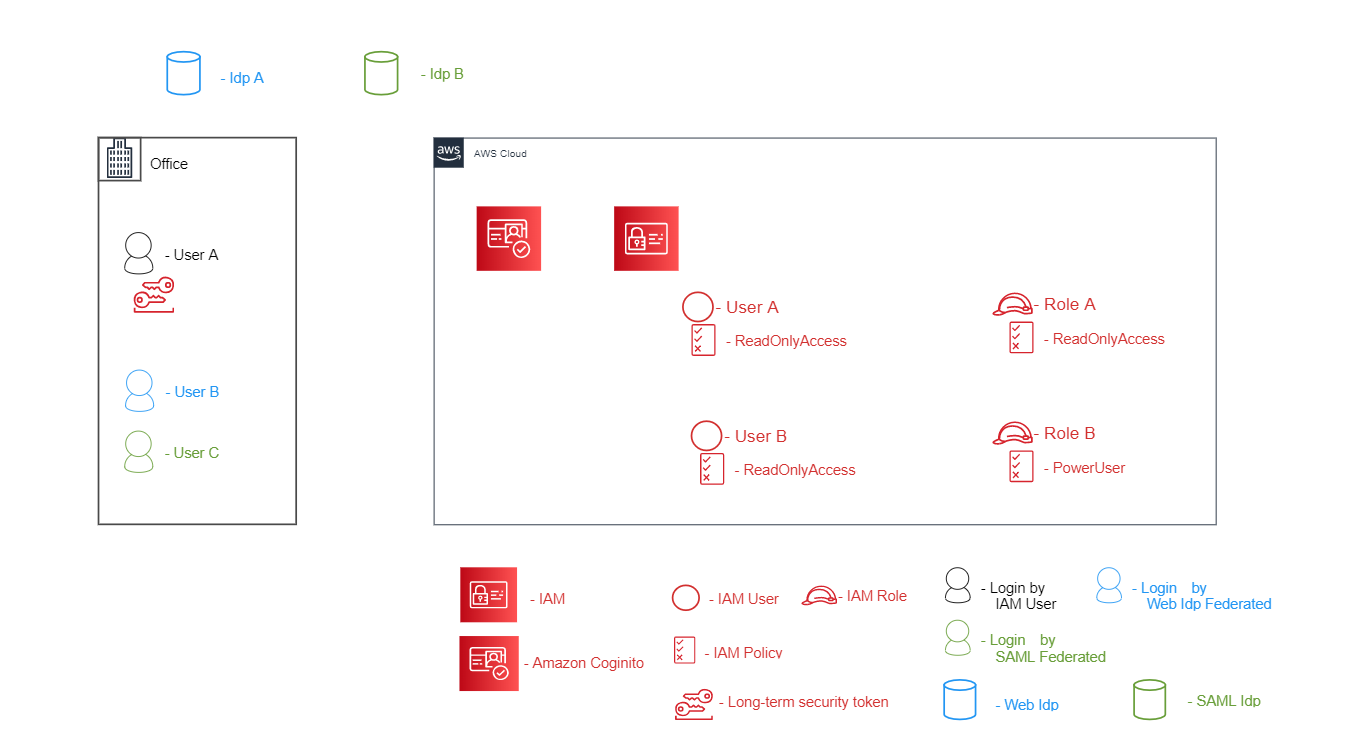 - Idp A
- Idp B
Office
aws
AWS Cloud
- User A
- User A
- Role A
- ReadOnlyAccess
- ReadOnlyAccess
- User B
- User B
- Role B
- User C
- ReadOnlyAccess
- PowerUser
- IAM
- IAM User
- IAM Role
- Login by
IAM User
- Login by
Web Idp Federated
- Amazon Coginito
- IAM Policy
- Login by
SAML Federated
- Long-term security token
- Web Idp
- SAML Idp